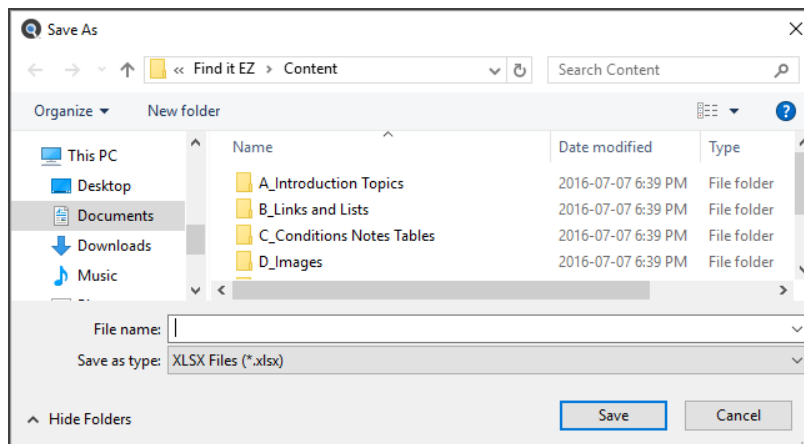 Save As
« Find it EZ > Content
Search Content
Organize
New folder
?
Name
Date modified
Type
This PC
Desktop
Documents
Downloads
Music
A_Introduction Topics 2016-07-07 6:39 PM File folder
B_Links and Lists 2016-07-07 6:39 PM File folder
C_Conditions Notes Tables 2016-07-07 6:39 PM File folder
D_Images 2016-07-07 6:39 PM File folder
File name:
Save as type: XLSX Files (*.xlsx)
Hide Folders
Save
Cancel